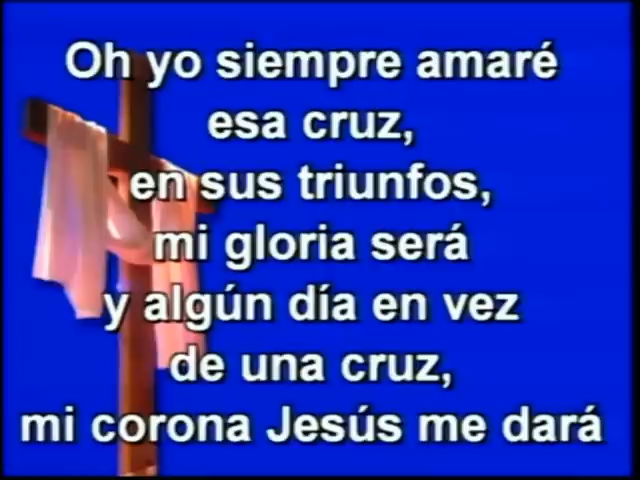 Oh yo siempre amaré
esa cruz,
en sus triunfos,
mi gloria será
y algún día en vez
de una cruz,
mi corona Jesús me dará